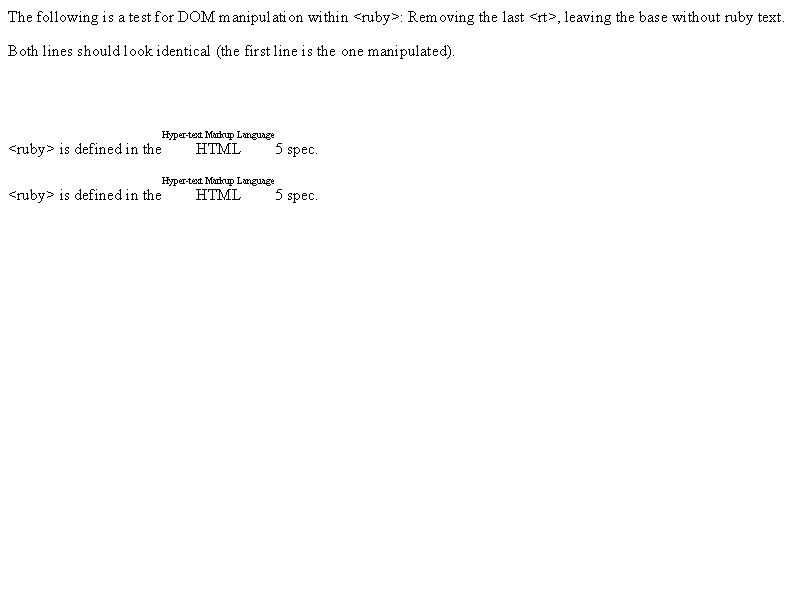 The following is a test for DOM manipulation within <ruby>: Removing the last <rt>, leaving the base without ruby text.
Both lines should look identical (the first line is the one manipulated).
Hyper-text Markup Language
<ruby> is defined in the HTML 5 spec.
Hyper-text Markup Language
<ruby> is defined in the HTML 5 spec.